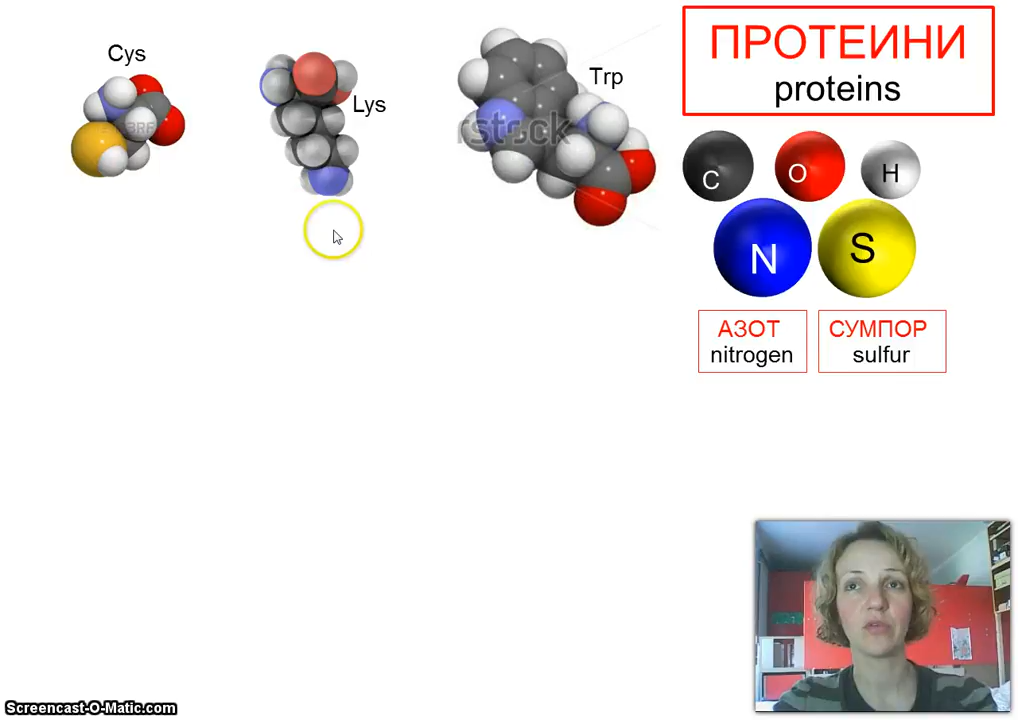 Cys
Lys
Trp
ПРОТЕИНИ
proteins
C
O
H
N
S
АЗОТ
nitrogen
СУМПОР
sulfur
Screencast-O-Matic.com